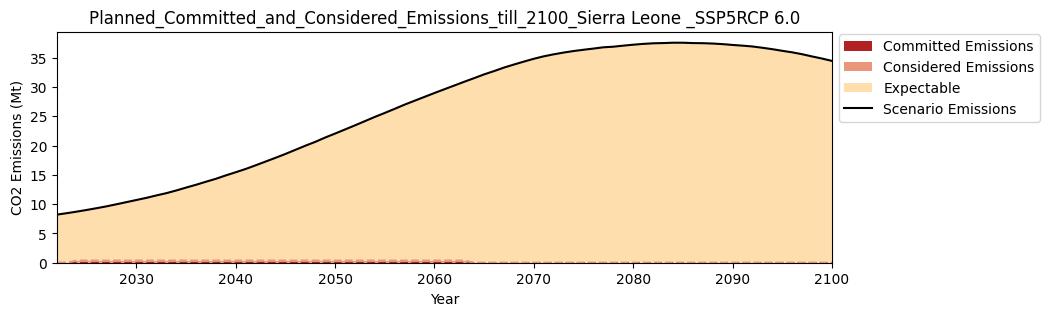 Planned_Committed_and_Considered_Emissions_till_2100_Sierra Leone _SSP5RCP 6.0
CO2 Emissions (Mt)
35
30
25
20
15
10
5
0
2030 2040 2050 2060 2070 2080 2090 2100
Year
Committed Emissions
Considered Emissions
Expectable
Scenario Emissions